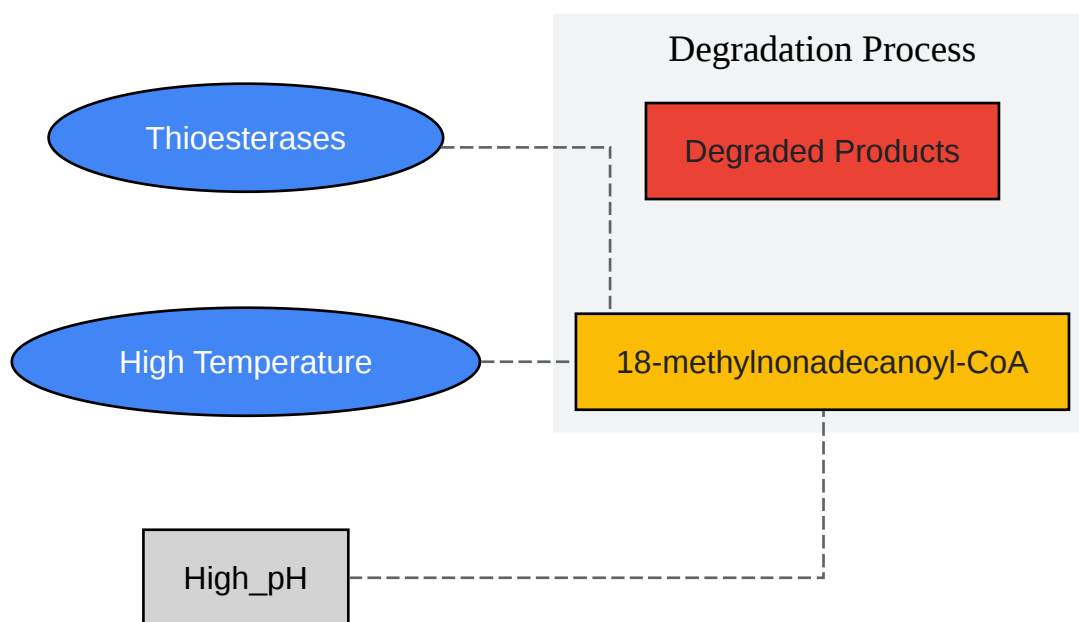 Degradation Process
Thioesterases
Degraded Products
High Temperature
18-methylnonadecanoyl-CoA
High_pH